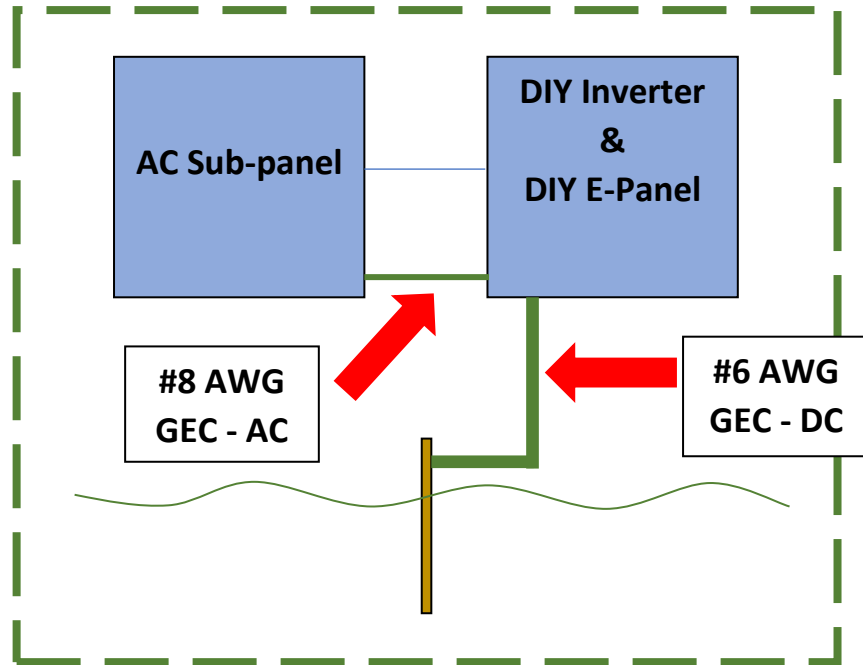 AC Sub-panel
DIY Inverter
&
DIY E-Panel
#8 AWG
GEC - AC
#6 AWG
GEC - DC